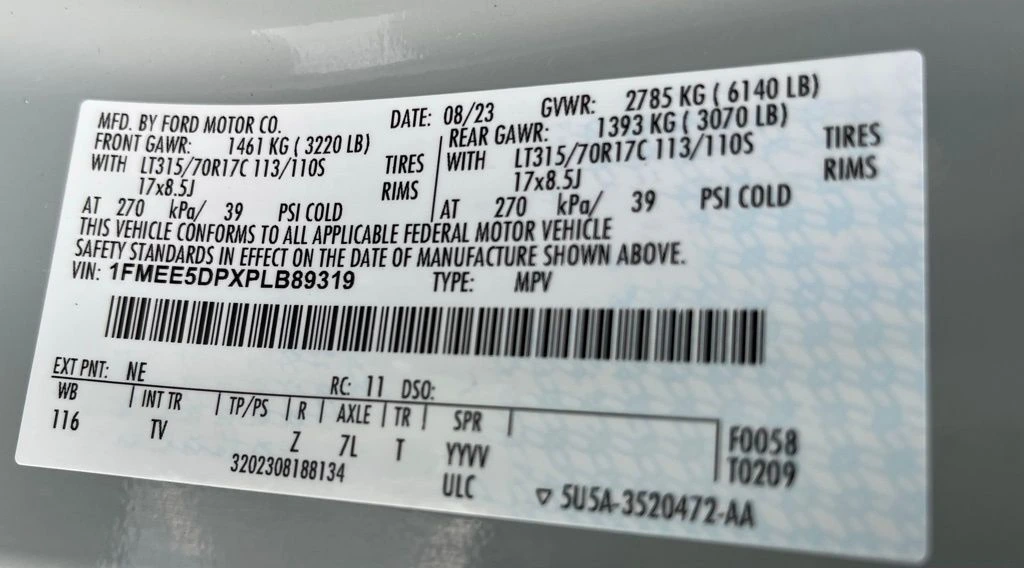 MFD. BY FORD MOTOR CO. DATE: 08/23 GVWR: 2785 KG ( 6140 LB)
FRONT GAWR: 1461 KG ( 3220 LB) REAR GAWR: 1393 KG ( 3070 LB)
WITH LT315/70R17C 113/110S TIRES WITH LT315/70R17C 113/110S TIRES
17x8.5J RIMS 17x8.5J RIMS
AT 270 kPa/ 39 PSI COLD AT 270 kPa/ 39 PSI COLD
THIS VEHICLE CONFORMS TO ALL APPLICABLE FEDERAL MOTOR VEHICLE
SAFETY STANDARDS IN EFFECT ON THE DATE OF MANUFACTURE SHOWN ABOVE.
VIN: 1FMEE5DPXPLB89319 TYPE: MPV
EXT PNT: NE RC: 11 DSO:
WB INT TR TP/PS R AXLE TR SPR
116 TV Z 7L T YYVV
F0058
T0209
3202308188134 ULC
5U5A-3520472-AA